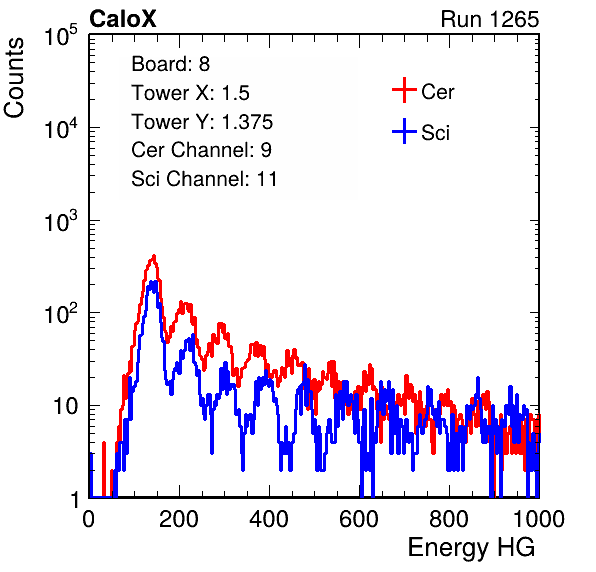 CaloX Run 1265
Counts
Board: 8
Tower X: 1.5
Tower Y: 1.375
Cer Channel: 9
Sci Channel: 11
Cer
Sci
10^5
10^4
10^3
10^2
10
1
0 200 400 600 800 1000
Energy HG